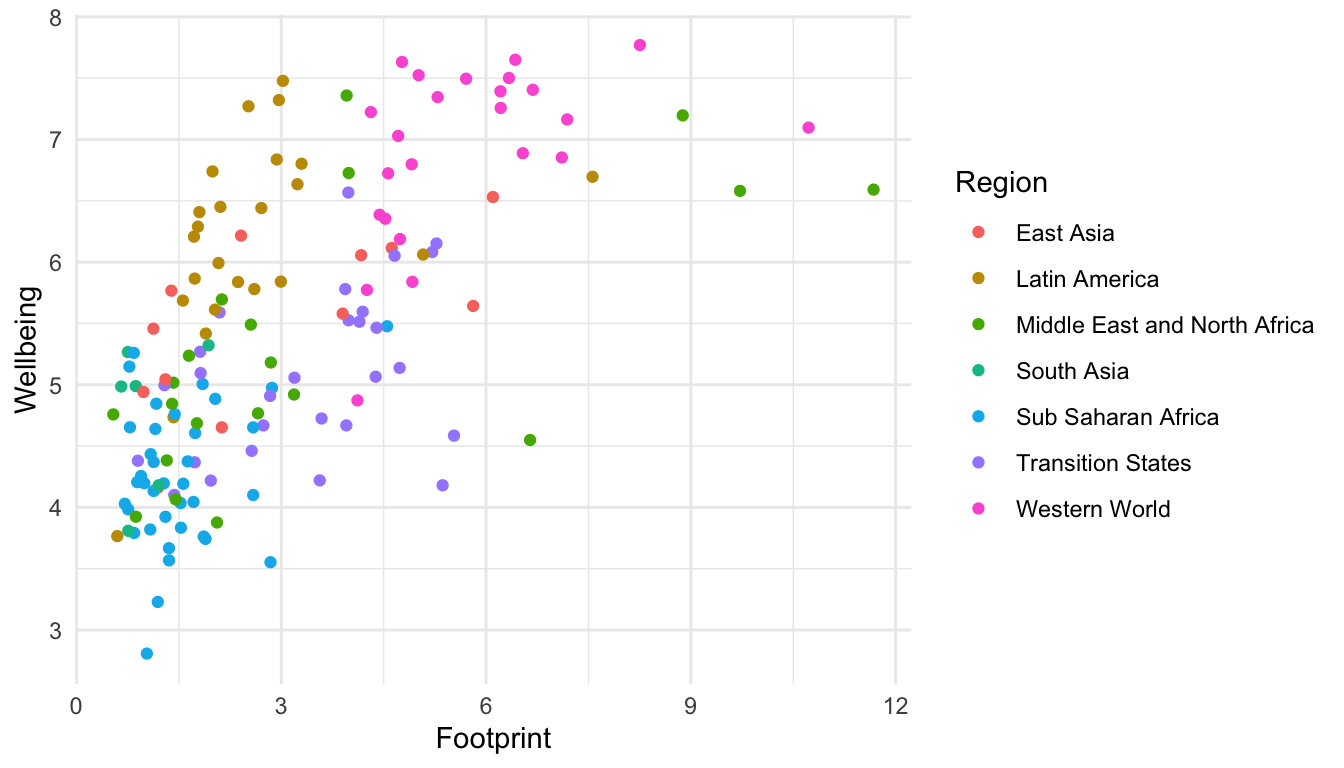 8
7
6
5
4
3
Wellbeing
0 3 6 9 12
Footprint
Region
East Asia
Latin America
Middle East and North Africa
South Asia
Sub Saharan Africa
Transition States
Western World